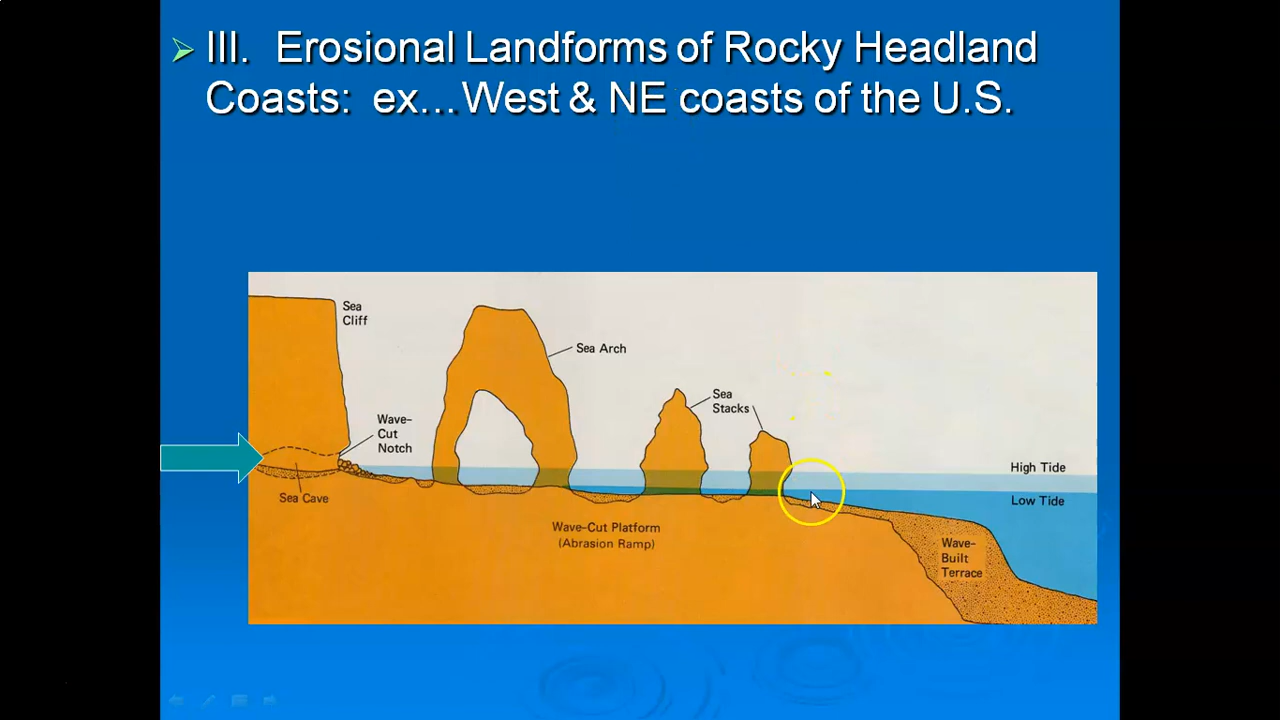 III. Erosional Landforms of Rocky Headland
Coasts: ex...West & NE coasts of the U.S.
Sea
Cliff
Sea Arch
Sea
Stacks
Wave-
Cut
Notch
High Tide
Sea Cave
Low Tide
Wave-Cut Platform
(Abrasion Ramp)
Wave-
Built
Terrace